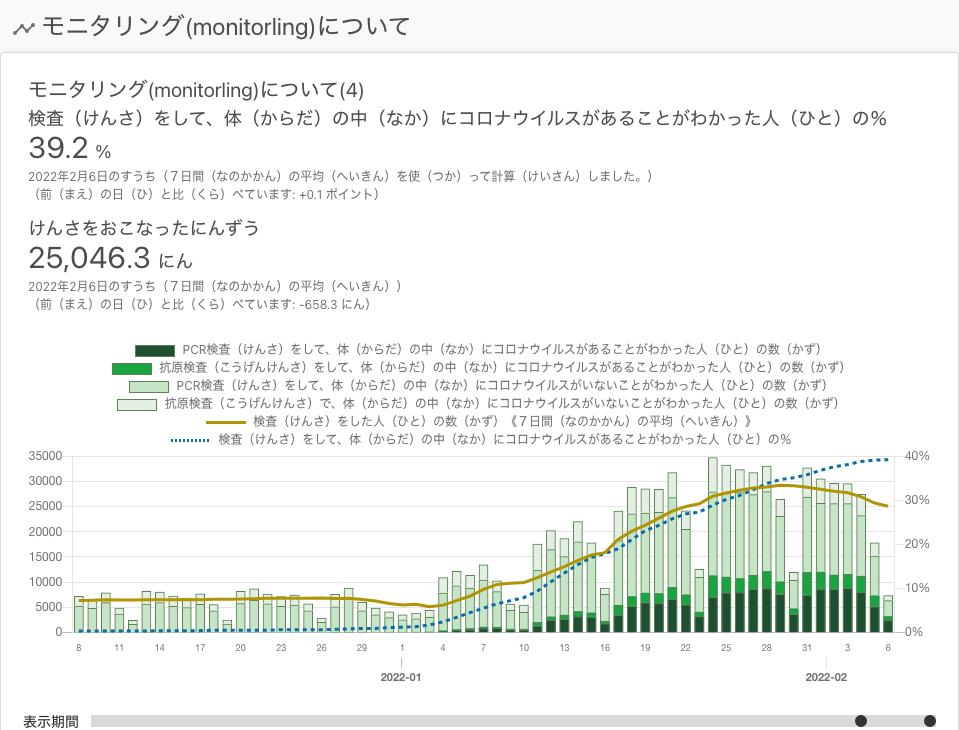 モニタリング(monitorling)について
モニタリング(monitorling)について(4)
検査（けんさ）をして、体（からだ）の中（なか）にコロナウイルスがあることがわかった人（ひと）の％
39.2 %
2022年2月6日のすうち（７日間（なのかかん）の平均（へいきん）を使（つか）って計算（けいさん）しました。）
（前（まえ）の日（ひ）と比（くら）べています: +0.1 ポイント）
けんさをおこなったにんずう
25,046.3 にん
2022年2月6日のすうち（７日間（なのかかん）の平均（へいきん））
（前（まえ）の日（ひ）と比（くら）べています: -658.3 にん）
PCR検査（けんさ）をして、体（からだ）の中（なか）にコロナウイルスがあることがわかった人（ひと）の数（かず）
抗原検査（こうげんけんさ）をして、体（からだ）の中（なか）にコロナウイルスがあることがわかった人（ひと）の数（かず）
PCR検査（けんさ）をして、体（からだ）の中（なか）にコロナウイルスがいないことがわかった人（ひと）の数（かず）
抗原検査（こうげんけんさ）で、体（からだ）の中（なか）にコロナウイルスがいないことがわかった人（ひと）の数（かず）
検査（けんさ）をした人（ひと）の数（かず）《７日間（なのかかん）の平均（へいきん）》
検査（けんさ）をして、体（からだ）の中（なか）にコロナウイルスがあることがわかった人（ひと）の％
35000 40%
30000
25000 30%
20000
15000 20%
10000 10%
5000
0 0%
8 11 14 17 20 23 26 29 1 4 7 10 13 16 19 22 25 28 31 3 6
2022-01 2022-02
表示期間